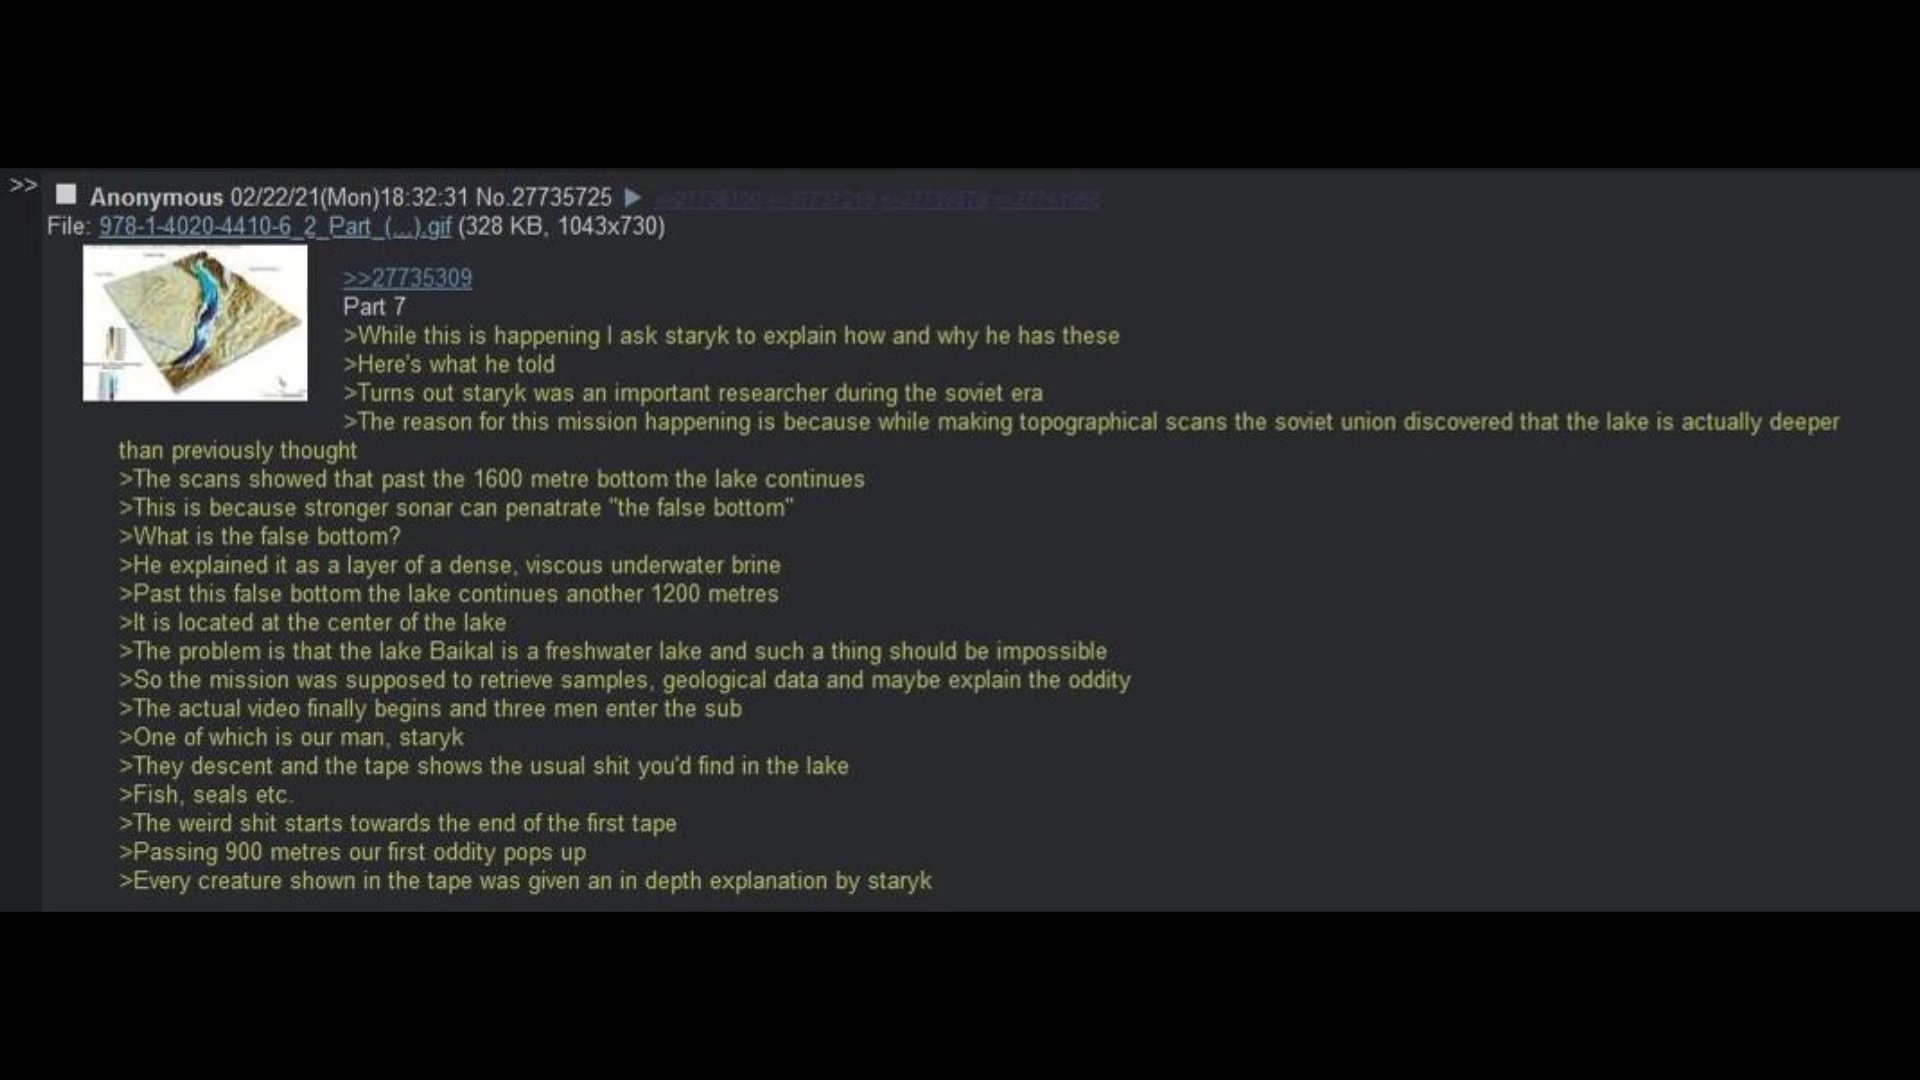 >>
Anonymous 02/22/21(Mon)18:32:31 No.27735725 ▶
File: 978-1-4020-4410-6_2_Part_(...).gif (328 KB, 1043x730)
>>27735309
Part 7
>While this is happening I ask staryk to explain how and why he has these
>Here's what he told
>Turns out staryk was an important researcher during the soviet era
>The reason for this mission happening is because while making topographical scans the soviet union discovered that the lake is actually deeper
than previously thought
>The scans showed that past the 1600 metre bottom the lake continues
>This is because stronger sonar can penatrate "the false bottom"
>What is the false bottom?
>He explained it as a layer of a dense, viscous underwater brine
>Past this false bottom the lake continues another 1200 metres
>It is located at the center of the lake
>The problem is that the lake Baikal is a freshwater lake and such a thing should be impossible
>So the mission was supposed to retrieve samples, geological data and maybe explain the oddity
>The actual video finally begins and three men enter the sub
>One of which is our man, staryk
>They descent and the tape shows the usual shit you'd find in the lake
>Fish, seals etc.
>The weird shit starts towards the end of the first tape
>Passing 900 metres our first oddity pops up
>Every creature shown in the tape was given an in depth explanation by staryk